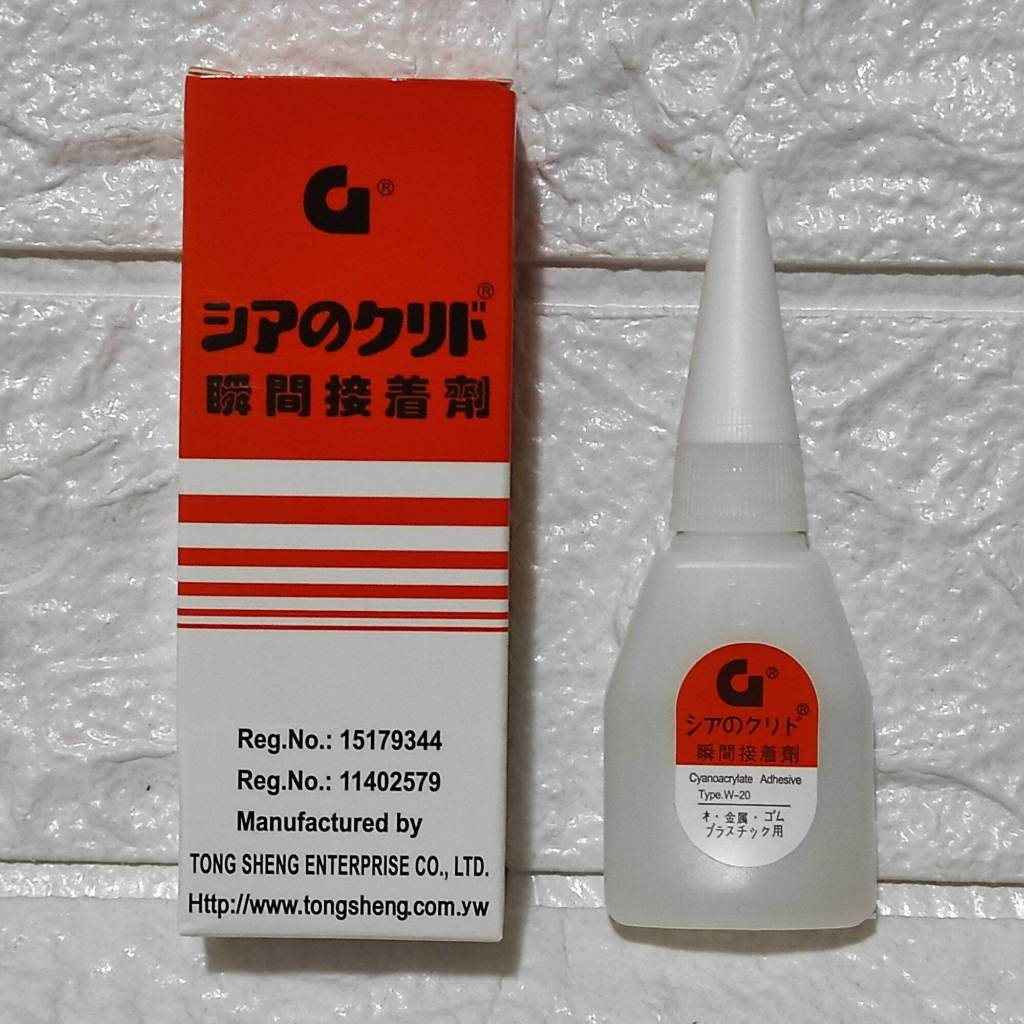 ®
シアのクリド®
瞬間接着劑
Reg.No.: 15179344
Reg.No.: 11402579
Manufactured by
TONG SHENG ENTERPRISE CO., LTD.
Http://www.tongsheng.com.yw
®
シアのクリド®
瞬間接着劑
Cyanoacrylate Adhesive
Type.W-20
木・金属・ゴム
プラスチック用